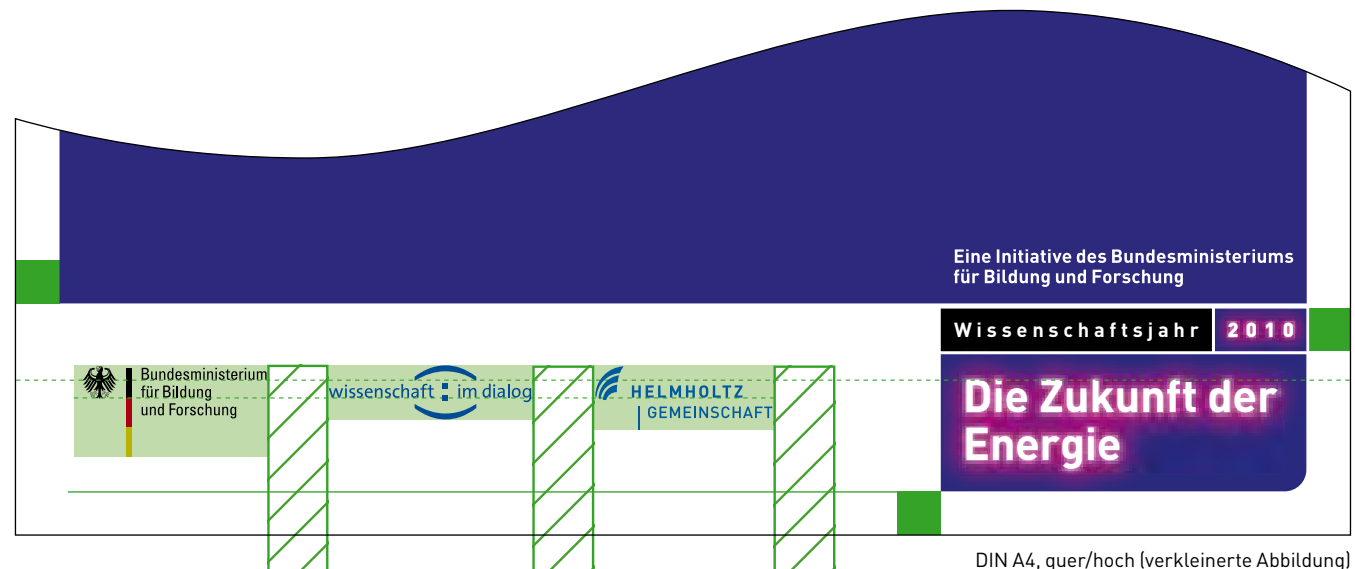 Eine Initiative des Bundesministeriums
für Bildung und Forschung
Wissenschaftsjahr 2010
Bundesministerium
für Bildung
und Forschung
wissenschaft im dialog
HELMHOLTZ
GEMEINSCHAFT
Die Zukunft der
Energie
DIN A4, quer/hoch (verkleinerte Abbildung)